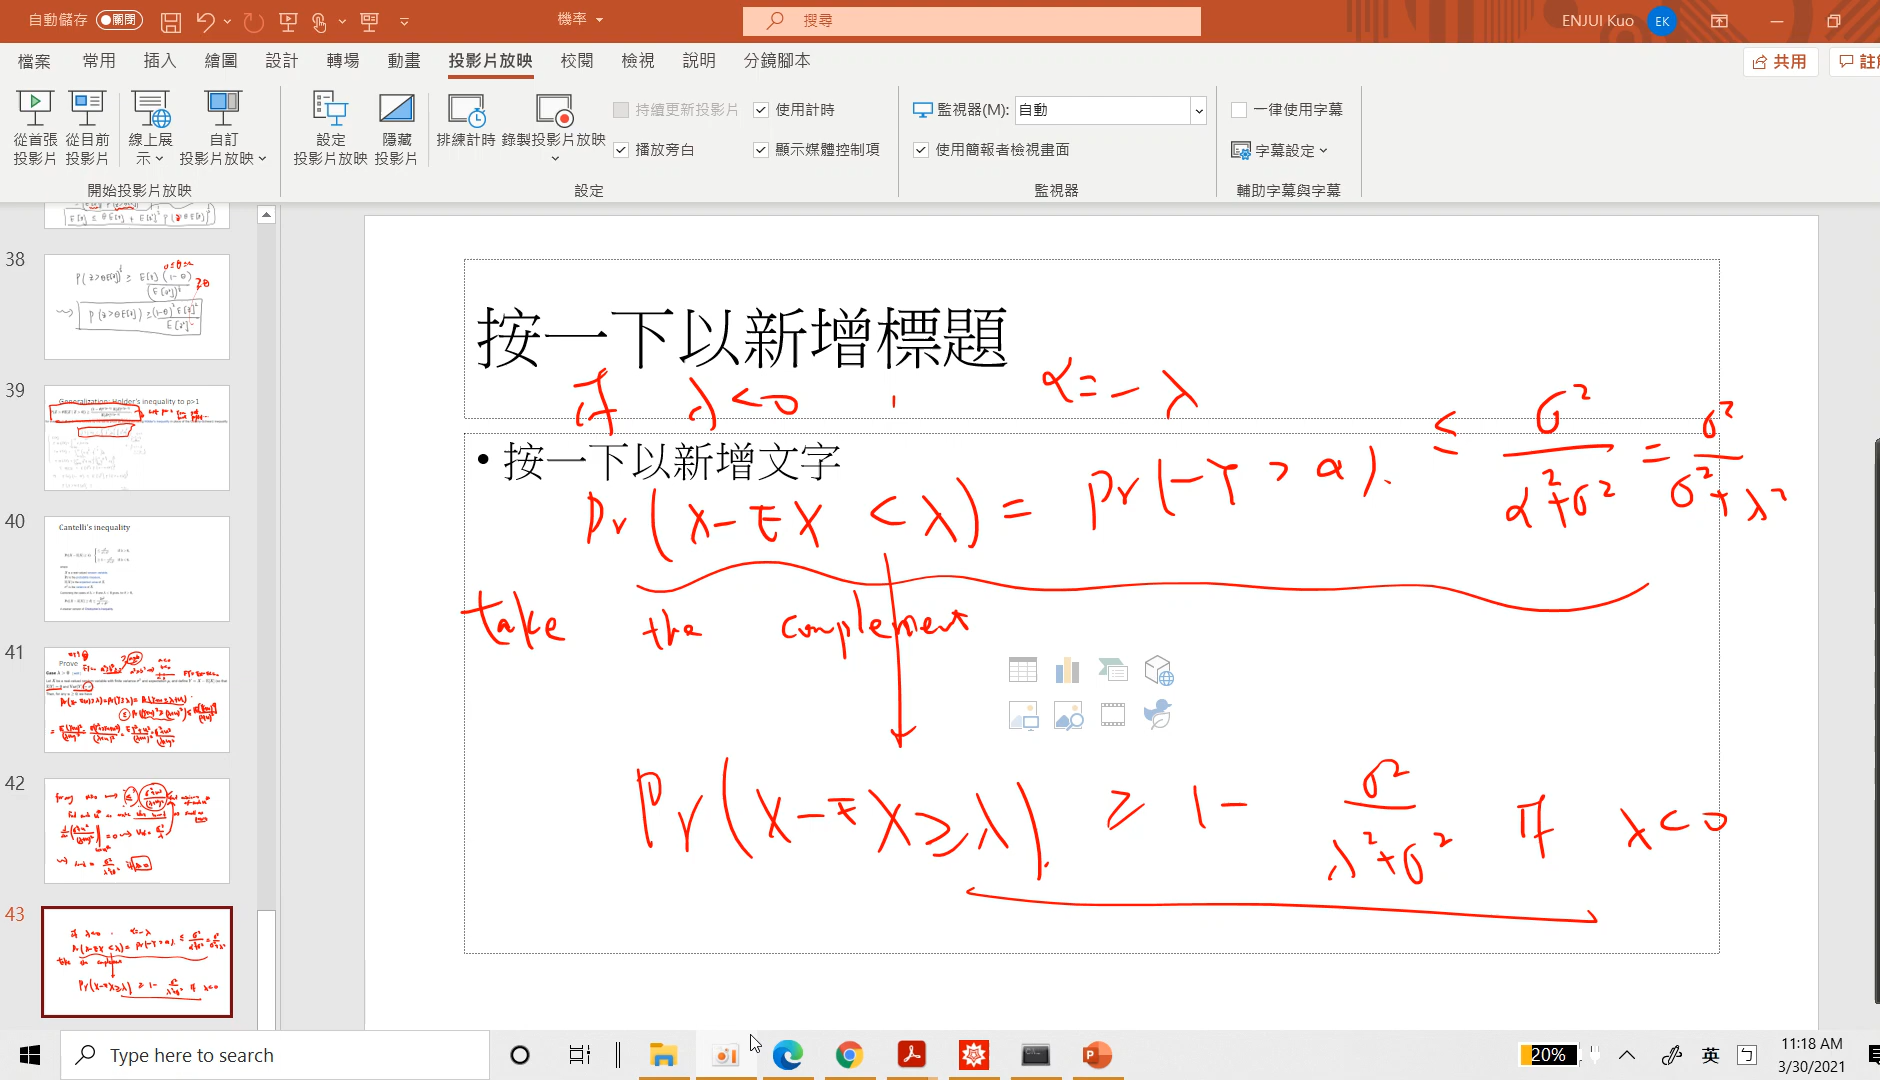 自動儲存 關閉 機率 搜尋 ENJUI Kuo EK
檔案 常用 插入 繪圖 設計 轉場 動畫 投影片放映 校閱 檢視 說明 分鏡腳本 共用
從首張投影片
從目前投影片
線上展示
自訂投影片放映
設定投影片放映
隱藏投影片
排練計時
錄製投影片放映
持續更新投影片
使用計時
播放旁白
顯示媒體控制項
監視器(M): 自動
使用簡報者檢視畫面
一律使用字幕
字幕設定
開始投影片放映 設定 監視器 輔助字幕與字幕
38
39
Generalization: Holder's inequality to p>1
40
Cantelli's inequality
41
Prove
42
43
按一下以新增標題
if λ<0 , α=-λ
• 按一下以新增文字
Pr(X-EX<λ) = Pr(-Y>α). ≤ σ²/(α²+σ²) = σ²/(σ²+λ²)
take the complement
Pr(X-EX≥λ). ≥ 1- σ²/(λ²+σ²) if λ<0
Type here to search
20%
英
11:18 AM
3/30/2021